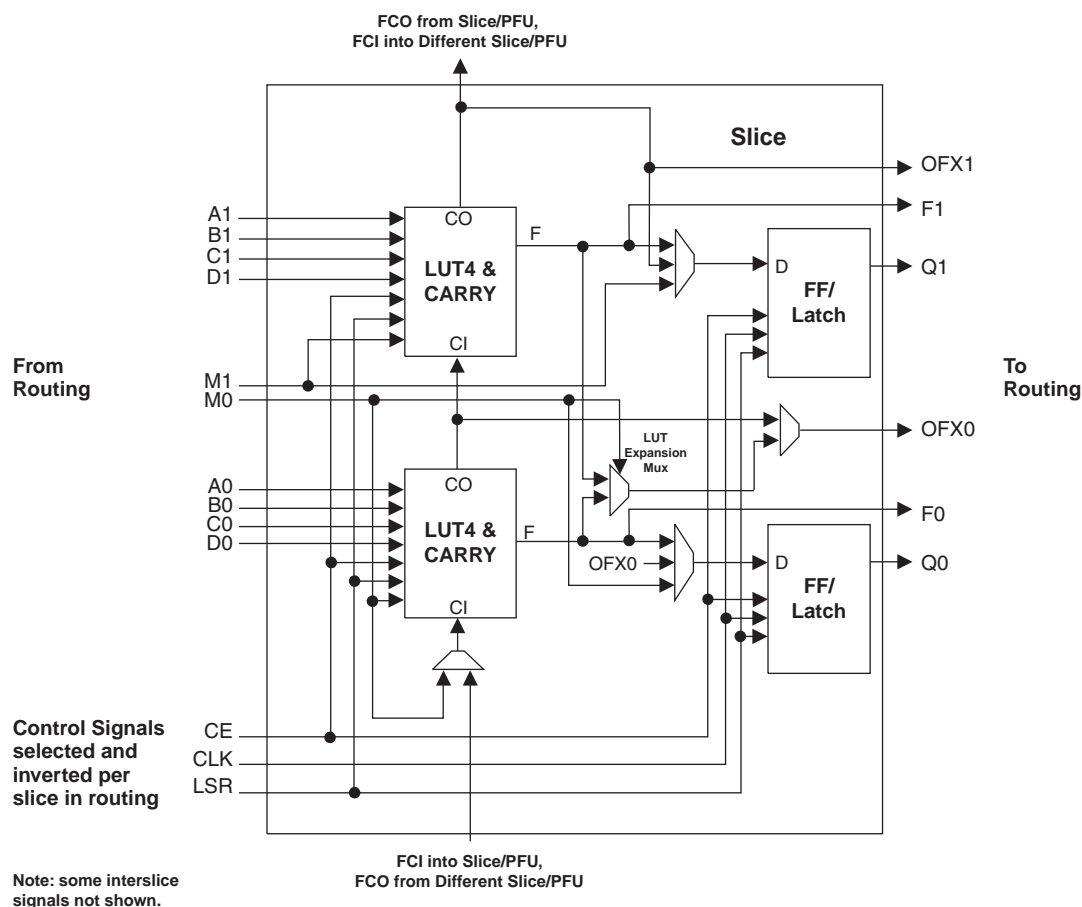 FCO from Slice/PFU,
FCI into Different Slice/PFU
Slice
OFX1
F1
A1
B1
C1
D1
CO
LUT4 &
CARRY
CI
F
D
FF/
Latch
Q1
From
Routing
To
Routing
M1
M0
LUT
Expansion
Mux
OFX0
A0
B0
C0
D0
CO
LUT4 &
CARRY
CI
F
OFX0
F0
D
FF/
Latch
Q0
Control Signals
selected and
inverted per
slice in routing
CE
CLK
LSR
FCI into Slice/PFU,
FCO from Different Slice/PFU
Note: some interslice
signals not shown.